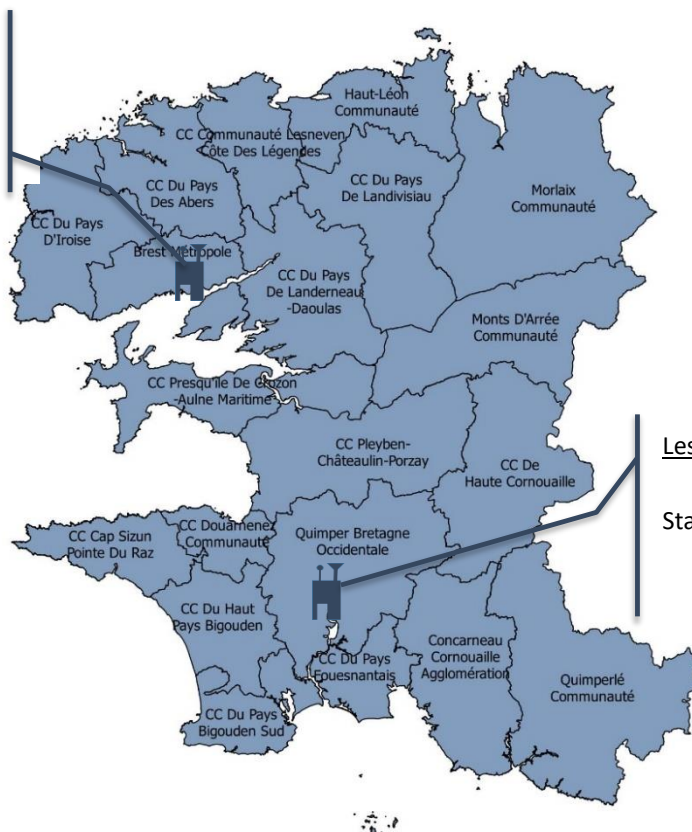 Haut-Léon
Communauté
CC Communauté Lesneven
Côte Des Légendes
CC Du Pays
Des Abers
CC Du Pays
De Landivisiau
Morlaix
Communauté
CC Du Pays
D'Iroise
Brest Métropole
CC Du Pays
De Landerneau
-Daoulas
Monts D'Arrée
Communauté
CC Presqu'île De Crozon
-Aulne Maritime
CC Pleyben-
Châteaulin-Porzay
CC De
Haute Cornouaille
Les
Sta
CC Cap Sizun
Pointe Du Raz
CC Douarnenez
Communauté
Quimper Bretagne
Occidentale
CC Du Haut
Pays Bigouden
CC Du Pays
Fouesnantais
Concarneau
Cornouaille
Agglomération
Quimperlé
Communauté
CC Du Pays
Bigouden Sud